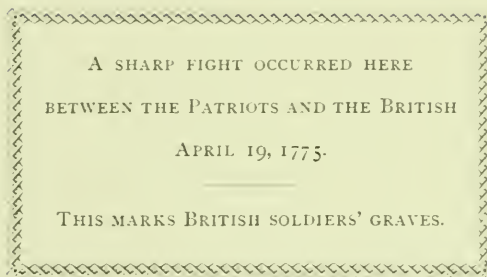 A SHARP FIGHT OCCURRED HERE
BETWEEN THE PATRIOTS AND THE BRITISH
APRIL 19, 1775.
THIS MARKS BRITISH SOLDIERS' GRAVES.